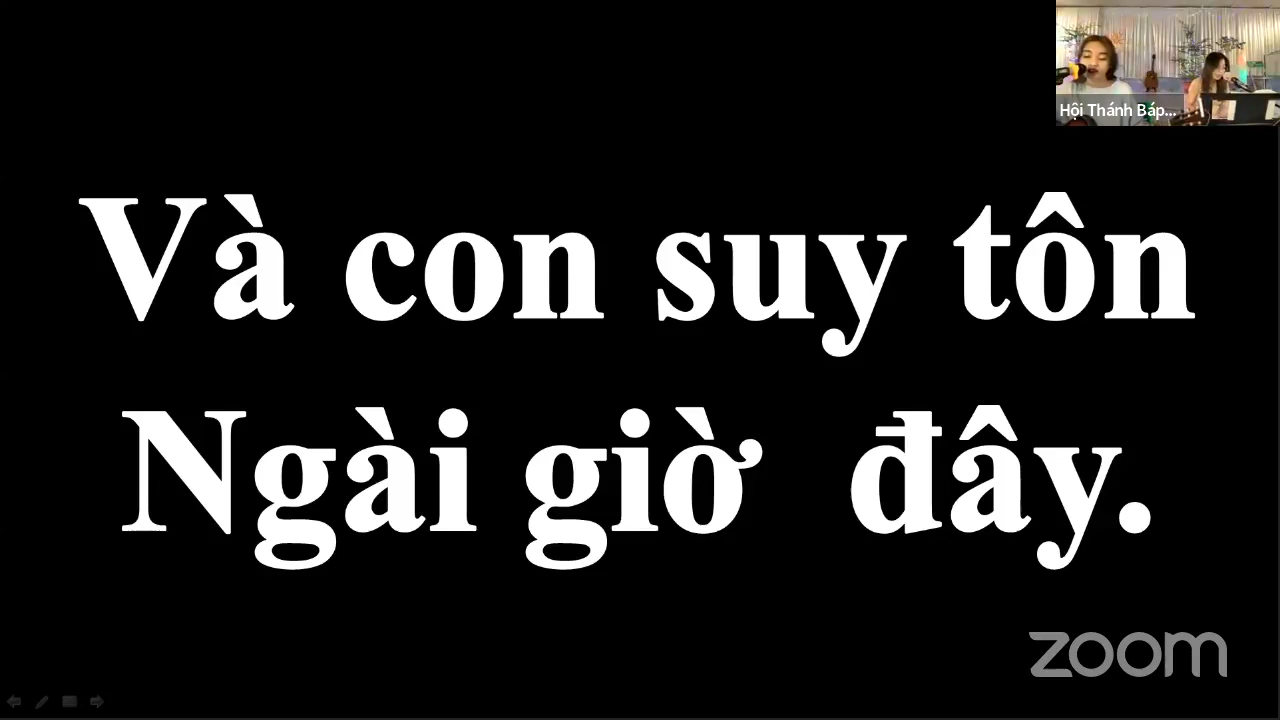 Hội Thánh Báp...
Và con suy tôn
Ngài giờ đây.
zoom